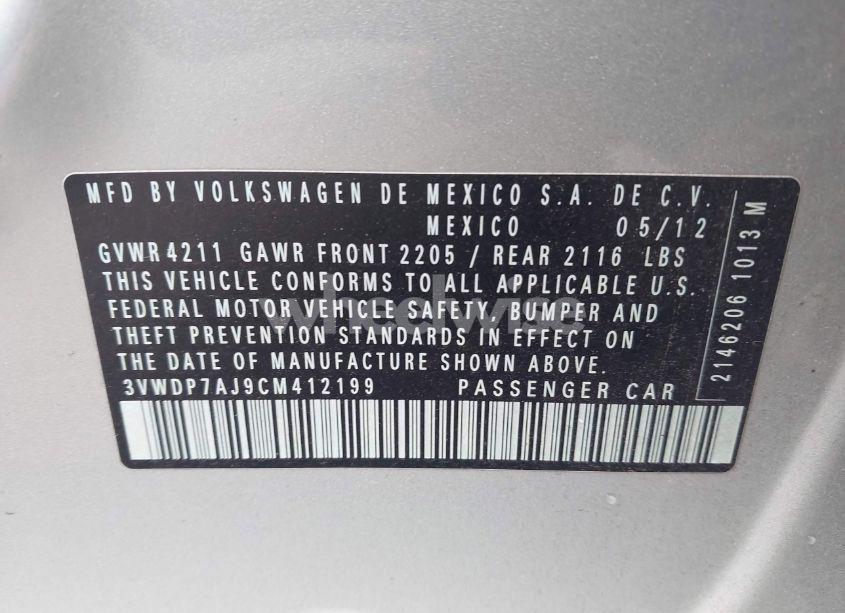 MFD BY VOLKSWAGEN DE MEXICO S.A. DE C.V.
MEXICO 05/12
GVWR 4211 GAWR FRONT 2205 / REAR 2116 LBS
THIS VEHICLE CONFORMS TO ALL APPLICABLE U.S.
FEDERAL MOTOR VEHICLE SAFETY, BUMPER AND
THEFT PREVENTION STANDARDS IN EFFECT ON
THE DATE OF MANUFACTURE SHOWN ABOVE.
3VWDP7AJ9CM412199 PASSENGER CAR
2146206 1013 M
wheelwise